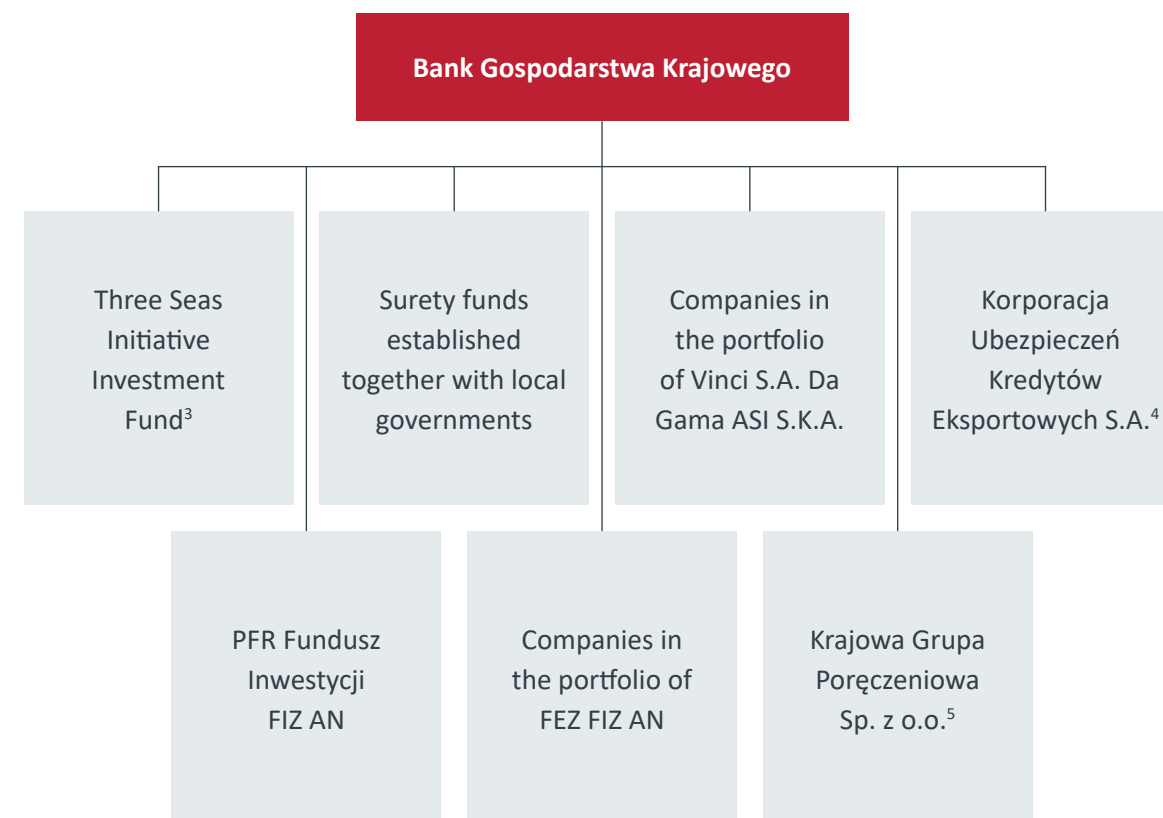 Bank Gospodarstwa Krajowego
Three Seas
Initiative
Investment
Fund³
Surety funds
established
together with local
governments
Companies in
the portfolio
of Vinci S.A. Da
Gama ASI S.K.A.
Korporacja
Ubezpieczeń
Kredytów
Eksportowych S.A.⁴
PFR Fundusz
Inwestycji
FIZ AN
Companies in
the portfolio of
FEZ FIZ AN
Krajowa Grupa
Poręczeniowa
Sp. z o.o.⁵